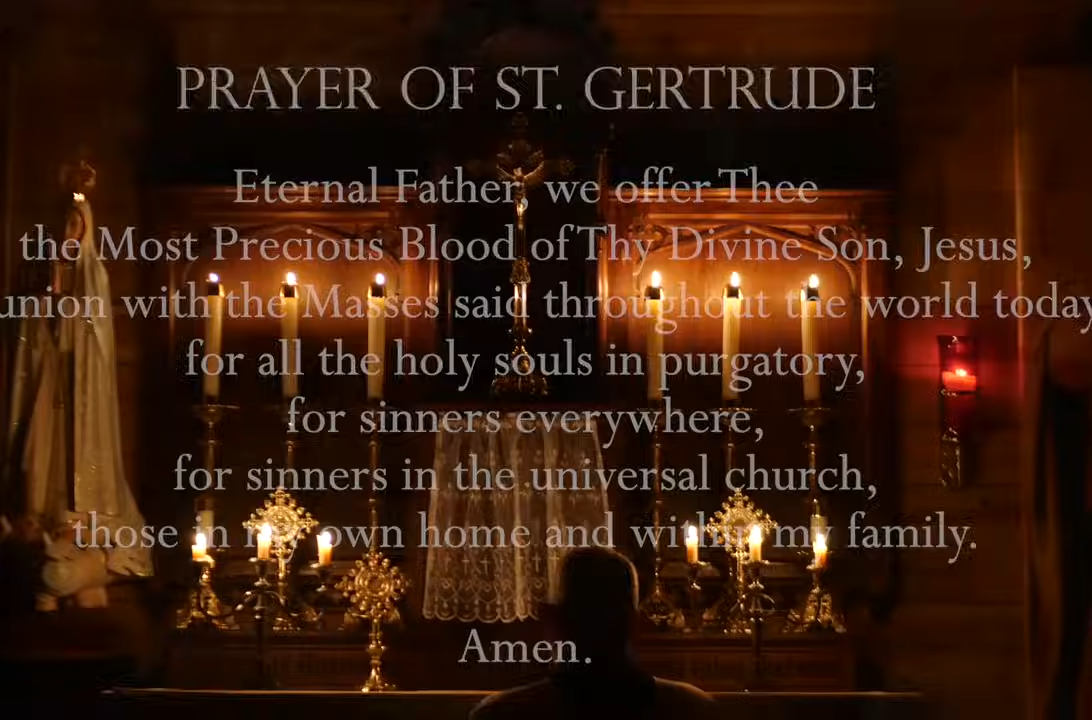 PRAYER OF ST. GERTRUDE
Eternal Father, we offer Thee
the Most Precious Blood of Thy Divine Son, Jesus,
union with the Masses said throughout the world today
for all the holy souls in purgatory,
for sinners everywhere,
for sinners in the universal church,
those in my own home and within my family.
Amen.